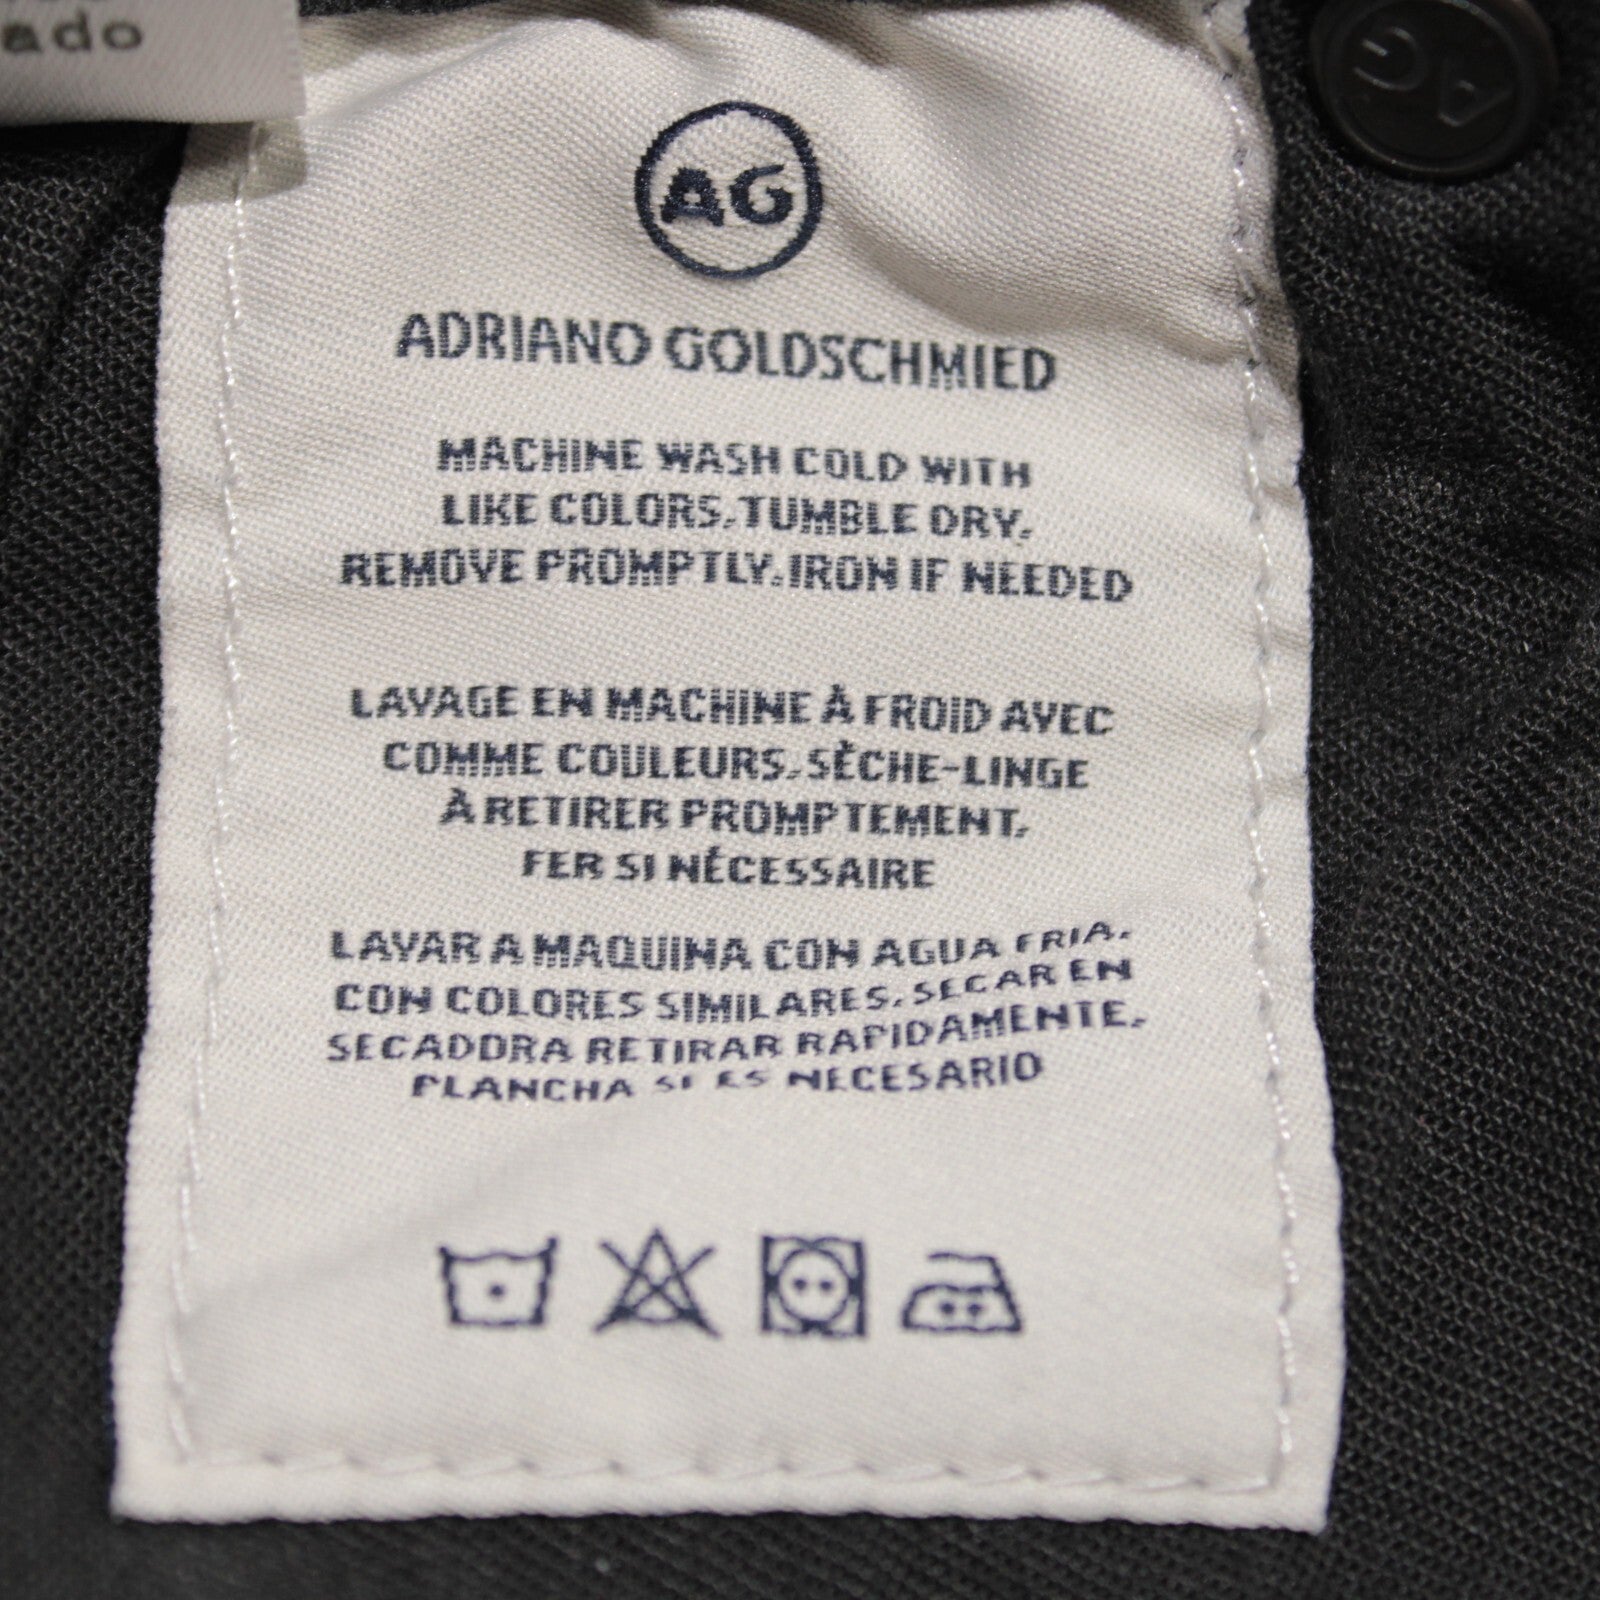 ado
AG
AG
ADRIANO GOLDSCHMIED
MACHINE WASH COLD WITH
LIKE COLORS, TUMBLE DRY,
REMOVE PROMPTLY, IRON IF NEEDED
LAVAGE EN MACHINE À FROID AVEC
COMME COULEURS, SÈCHE-LINGE
À RETIRER PROMPTEMENT,
FER SI NÉCESSAIRE
LAVAR A MAQUINA CON AGUA FRIA,
CON COLORES SIMILARES, SECAR EN
SECADORA RETIRAR RAPIDAMENTE,
PLANCHA SI ES NECESARIO